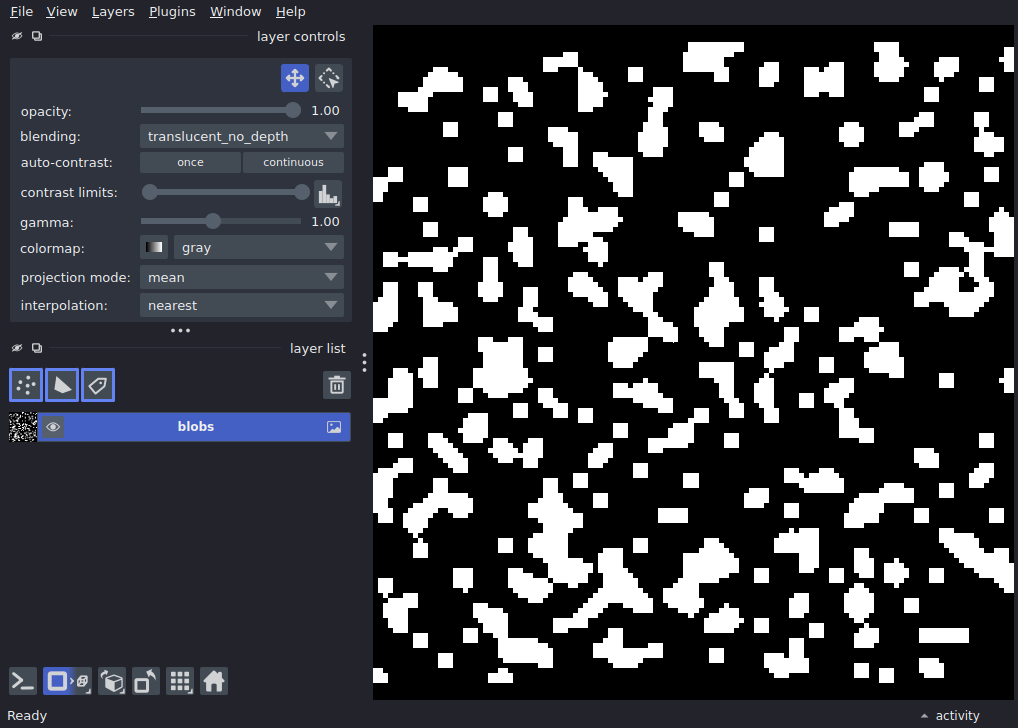 File View Layers Plugins Window Help
layer controls
opacity: 1.00
blending: translucent_no_depth
auto-contrast: once continuous
contrast limits:
gamma: 1.00
colormap: gray
projection mode: mean
interpolation: nearest
layer list
blobs
Ready activity